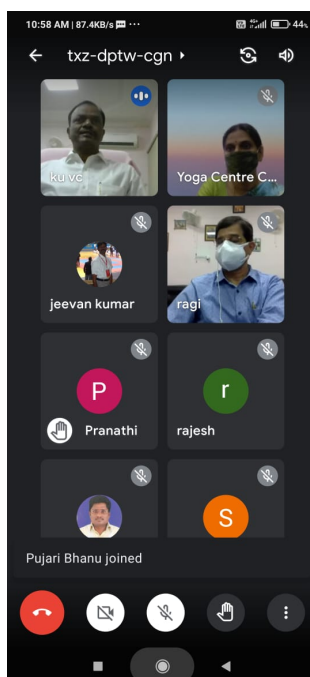 10:58 AM | 87.4KB/s ··· 44%
txz-dptw-cgn
ku vc
Yoga Centre C...
jeevan kumar
ragi
P
r
Pranathi
rajesh
S
Pujari Bhanu joined